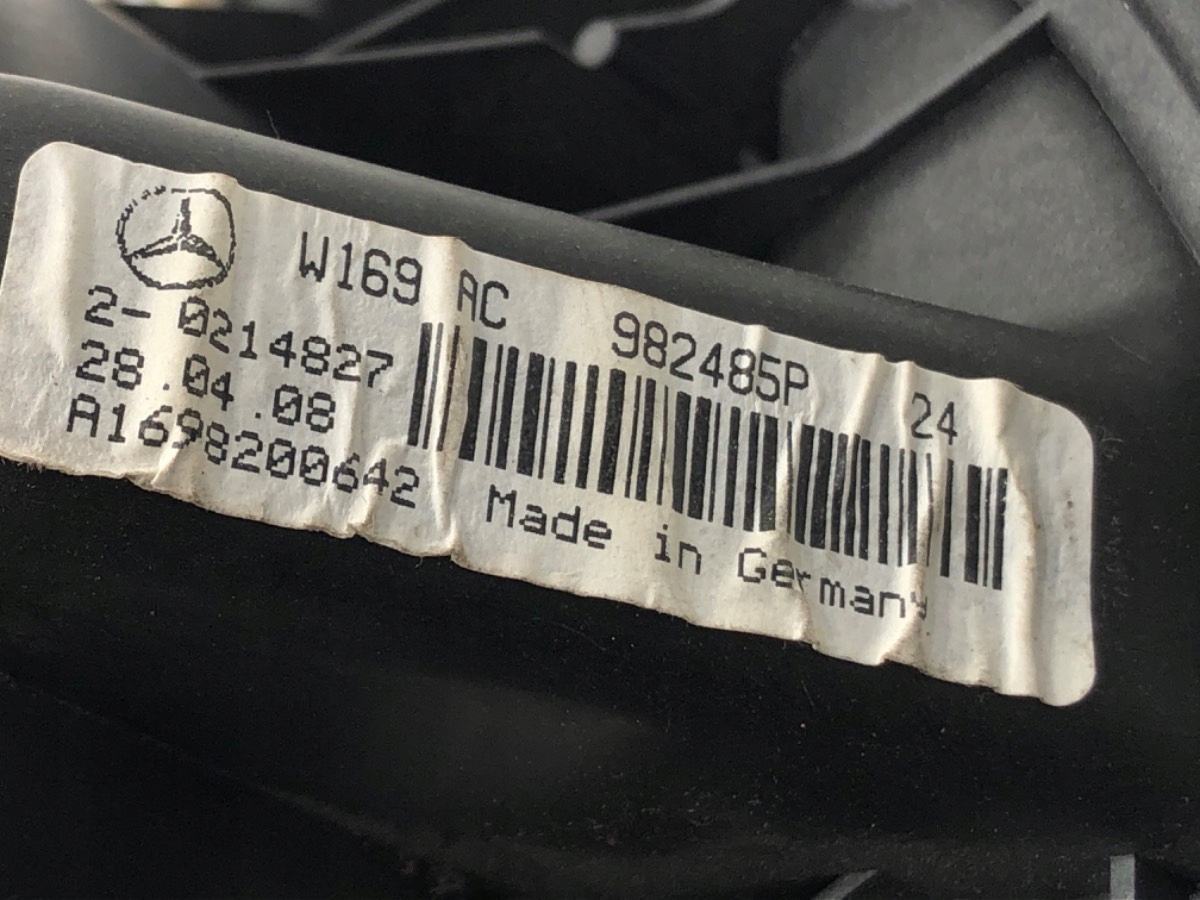 W169 AC 982485P 24
2- 0214827
28.04.08
A1698200642
Made in Germany